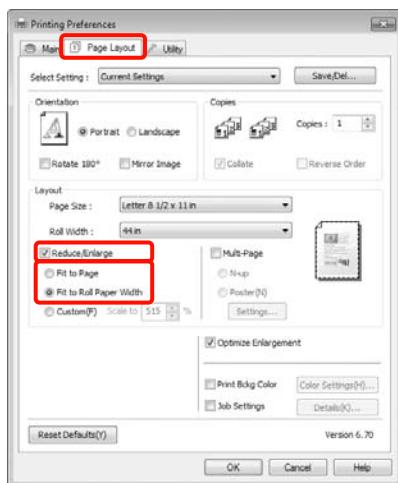 Printing Preferences
Main Page Layout Utility
Select Setting : Current Settings Save/Del...
Orientation Copies
Portrait Landscape Copies : 1
Rotate 180° Mirror Image Collate Reverse Order
Layout
Page Size : Letter 8 1/2 x 11 in
Roll Width : 44 in
Reduce/Enlarge Multi-Page
Fit to Page N-up
Fit to Roll Paper Width Poster(N)
Custom(F) Scale to 515 % Settings...
Optimize Enlargement
Print Bckg Color Color Settings(H)...
Job Settings Details(K)...
Reset Defaults(Y) Version 6.70
OK Cancel Help